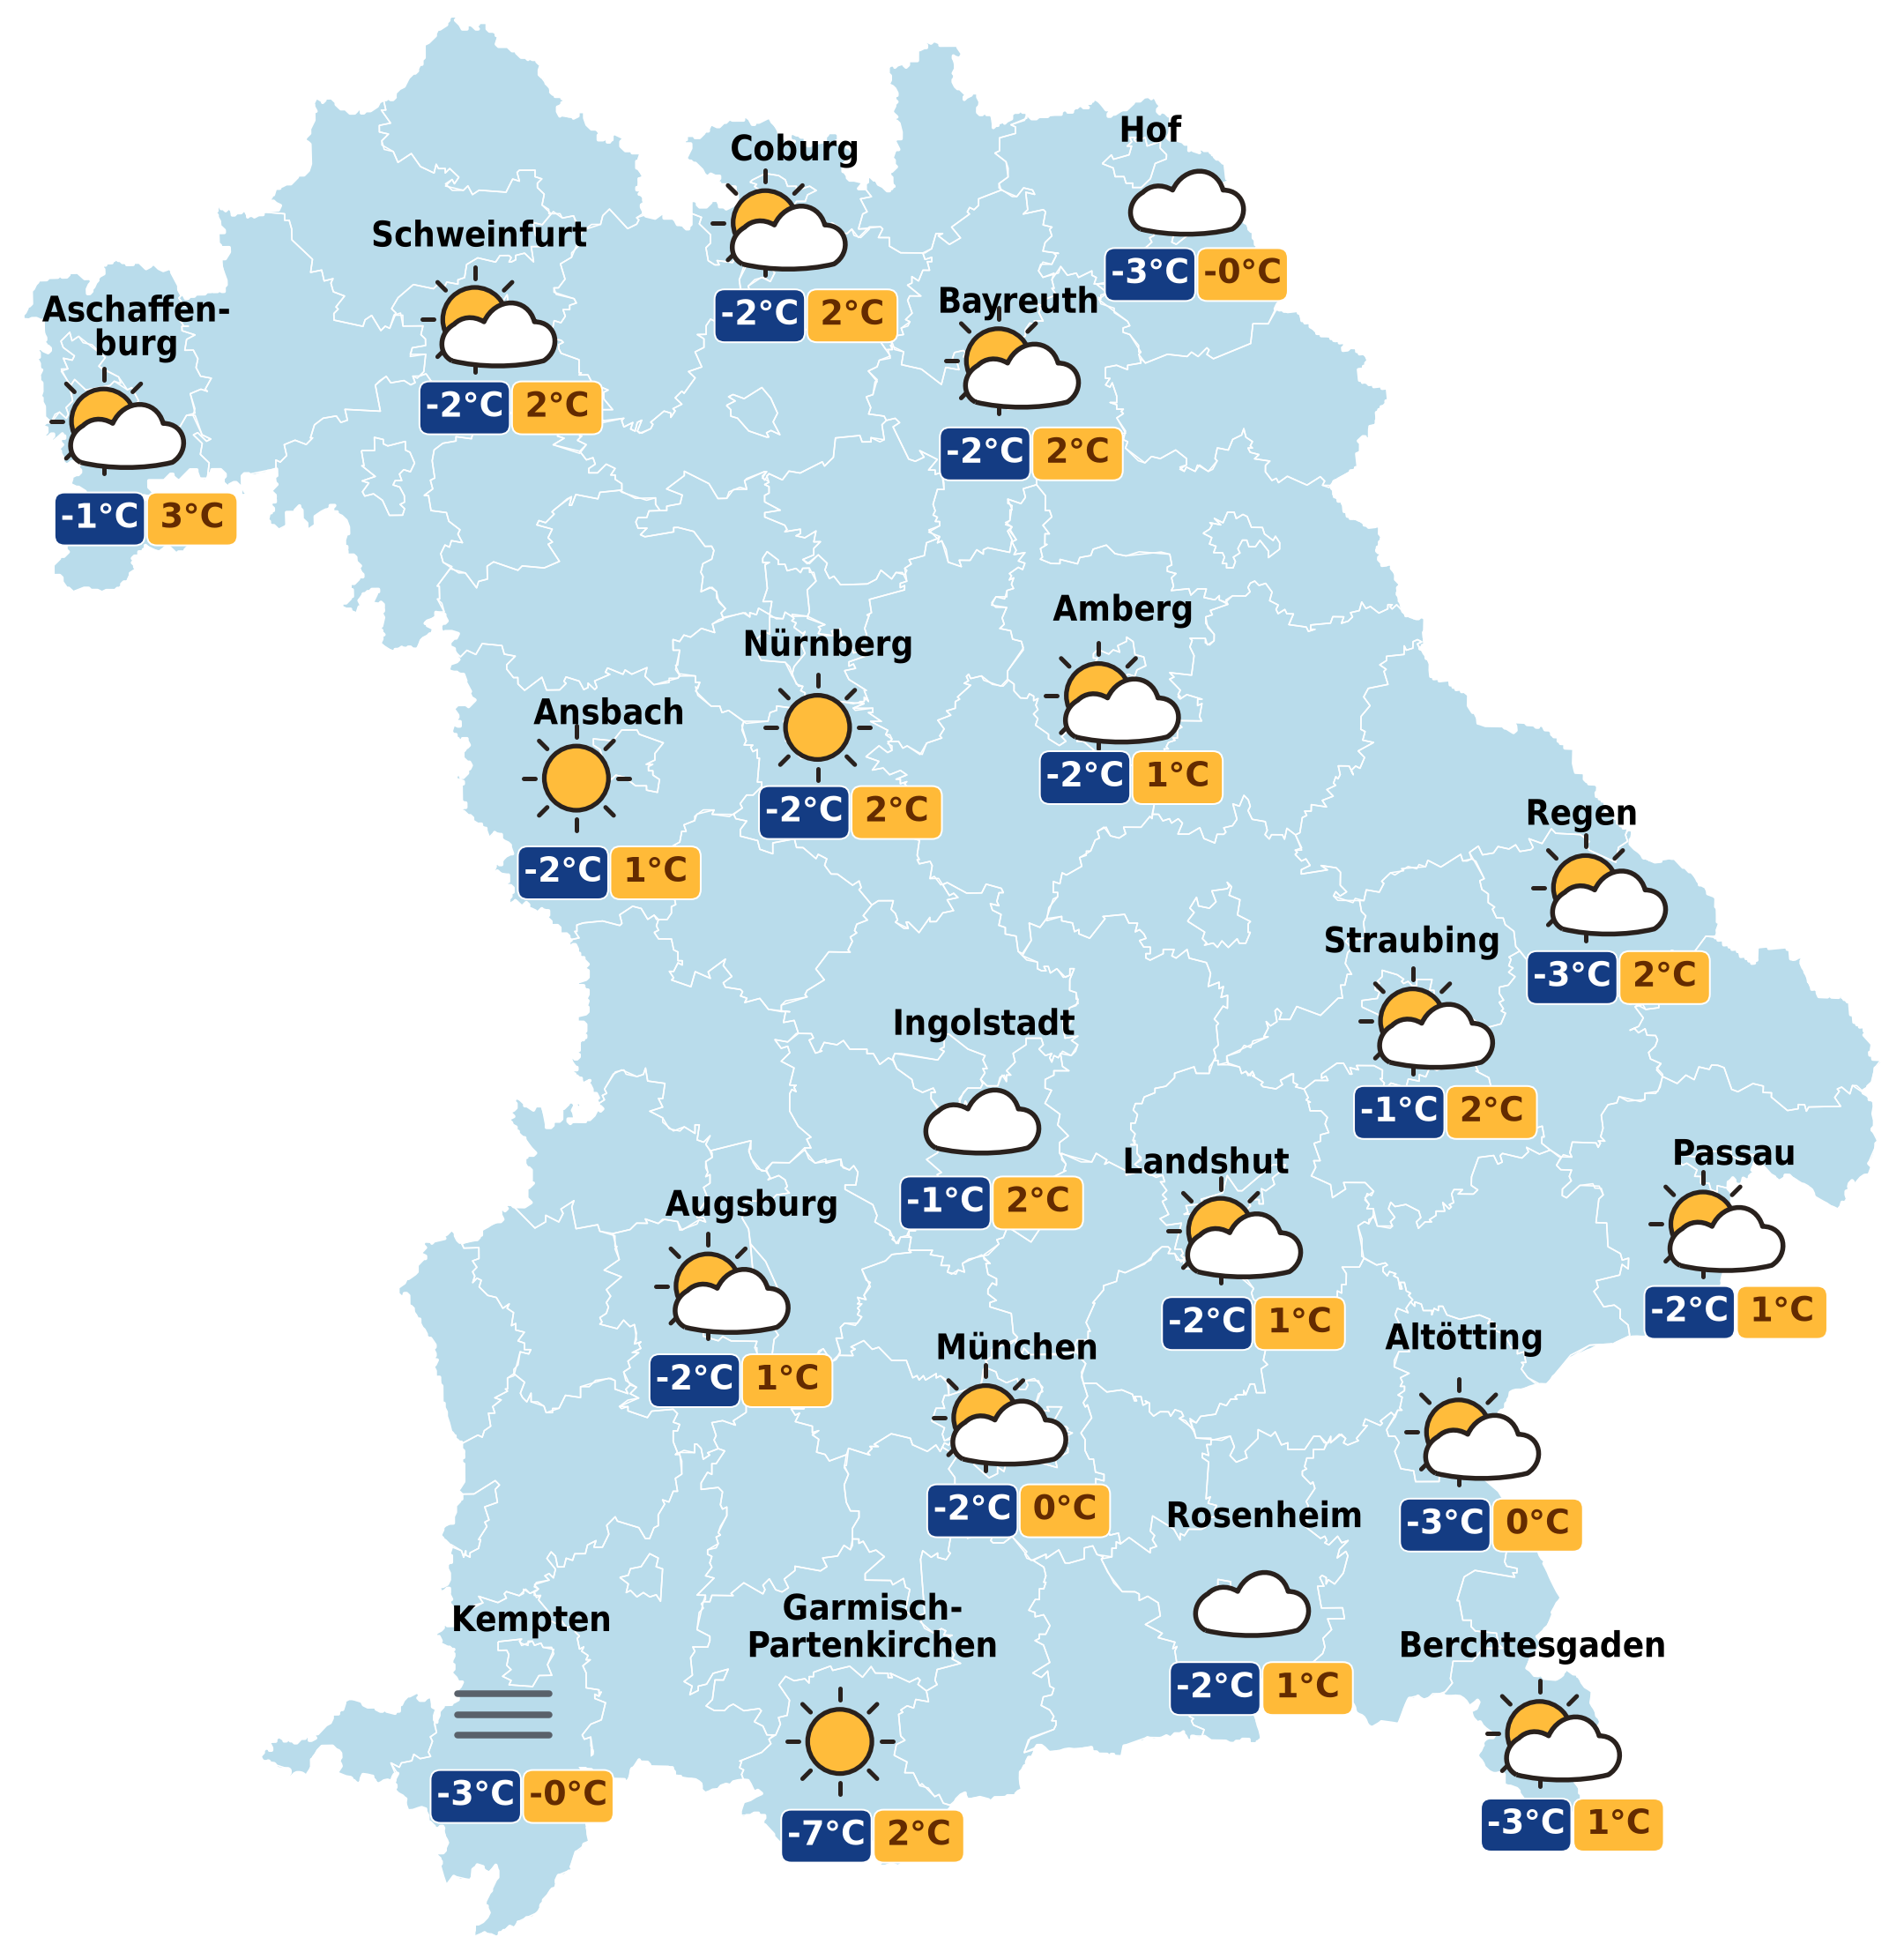 Hof
-3°C -0°C
Coburg
-2°C 2°C
Schweinfurt
-2°C 2°C
Bayreuth
-2°C 2°C
Aschaffen-
burg
-1°C 3°C
Amberg
-2°C 1°C
Nürnberg
-2°C 2°C
Ansbach
-2°C 1°C
Regen
-3°C 2°C
Straubing
-1°C 2°C
Ingolstadt
-1°C 2°C
Passau
-2°C 1°C
Landshut
-2°C 1°C
Augsburg
-2°C 1°C
Altötting
-3°C 0°C
München
-2°C 0°C
Rosenheim
-2°C 1°C
Garmisch-
Partenkirchen
-7°C 2°C
Kempten
-3°C -0°C
Berchtesgaden
-3°C 1°C